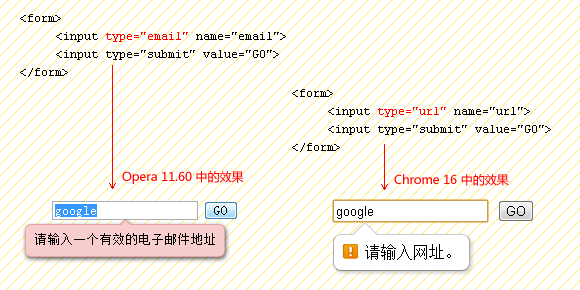 <form>
<input type="email" name="email">
<input type="submit" value="GO">
</form>
Opera 11.60 中的效果
google GO
请输入一个有效的电子邮件地址
<form>
<input type="url" name="url">
<input type="submit" value="GO">
</form>
Chrome 16 中的效果
google GO
请输入网址。